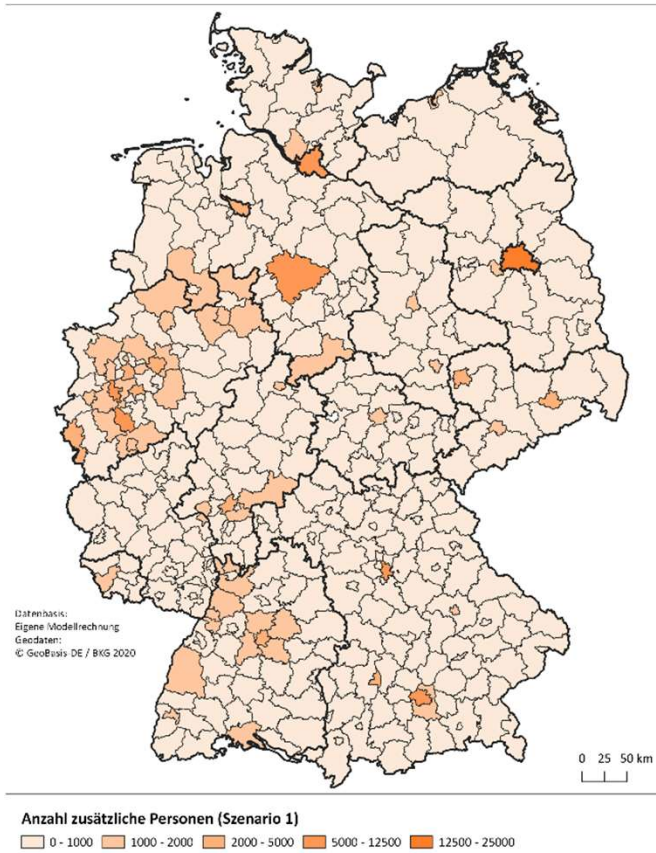 Datenbasis:
Eigene Modellrechnung
Geodaten:
© GeoBasis-DE / BKG 2020
0 25 50 km
Anzahl zusätzliche Personen (Szenario 1)
0 - 1000 1000 - 2000 2000 - 5000 5000 - 12500 12500 - 25000